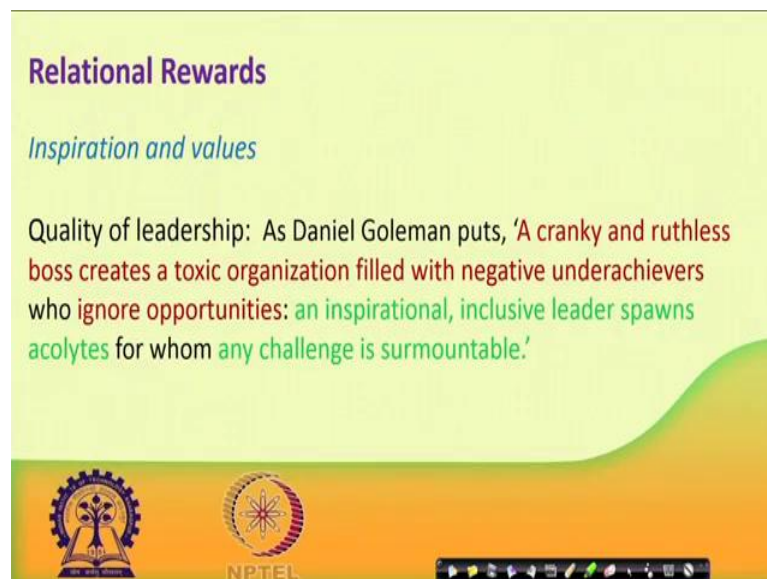 Relational Rewards
Inspiration and values
Quality of leadership: As Daniel Goleman puts, ‘A cranky and ruthless
boss creates a toxic organization filled with negative underachievers
who ignore opportunities: an inspirational, inclusive leader spawns
acolytes for whom any challenge is surmountable.’
NPTEL